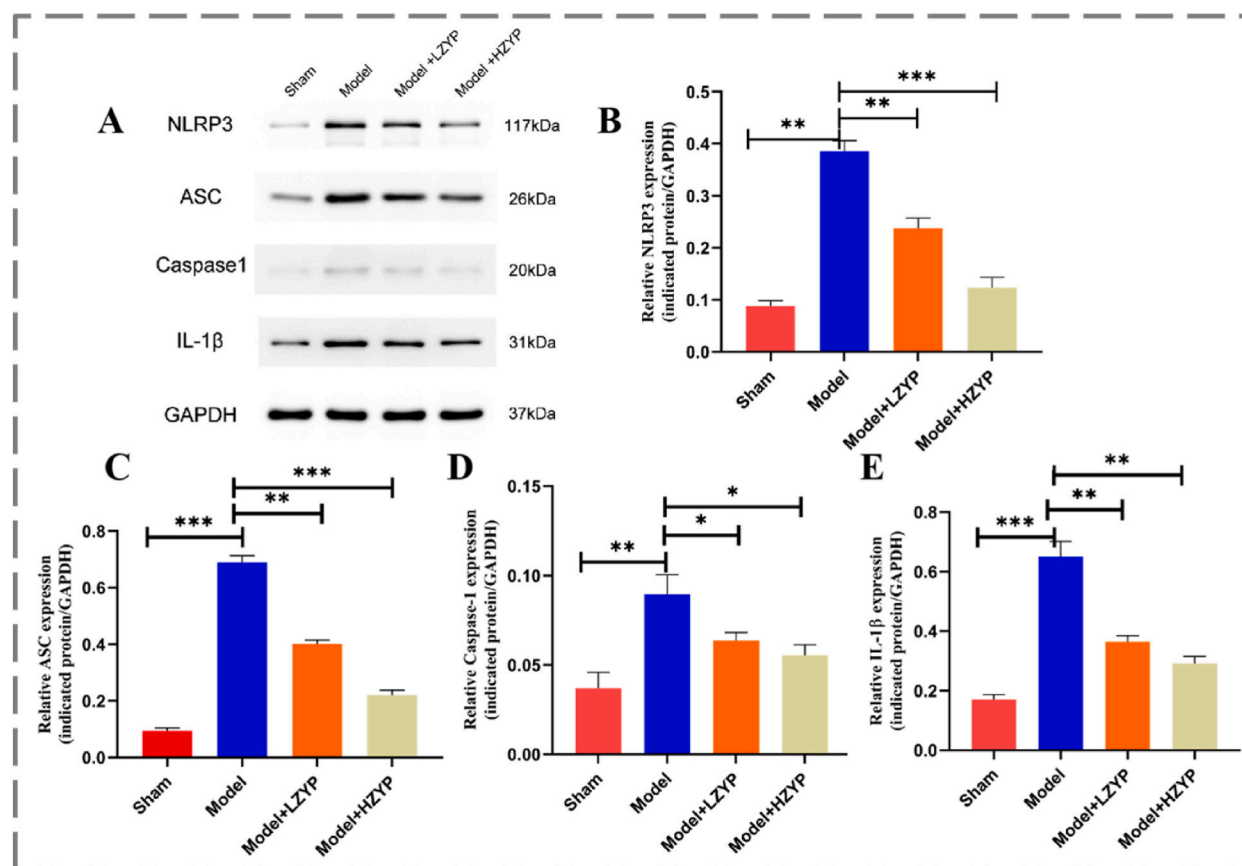 A
Sham
Model
Model +LZYP
Model +HZYP
NLRP3
117kDa
ASC
26kDa
Caspase1
20kDa
IL-1β
31kDa
GAPDH
37kDa
B
Relative NLRP3 expression
(indicated protein/GAPDH)
0.5
0.4
0.3
0.2
0.1
0.0
**
**
***
Sham
Model
Model+LZYP
Model+HZYP
C
Relative ASC expression
(indicated protein/GAPDH)
0.8
0.6
0.4
0.2
0.0
***
**
***
Sham
Model
Model+LZYP
Model+HZYP
D
Relative Caspase-1 expression
(indicated protein/GAPDH)
0.15
0.10
0.05
0.00
**
*
*
Sham
Model
Model+LZYP
Model+HZYP
E
Relative IL-1β expression
(indicated protein/GAPDH)
0.8
0.6
0.4
0.2
0.0
***
**
**
Sham
Model
Model+LZYP
Model+HZYP